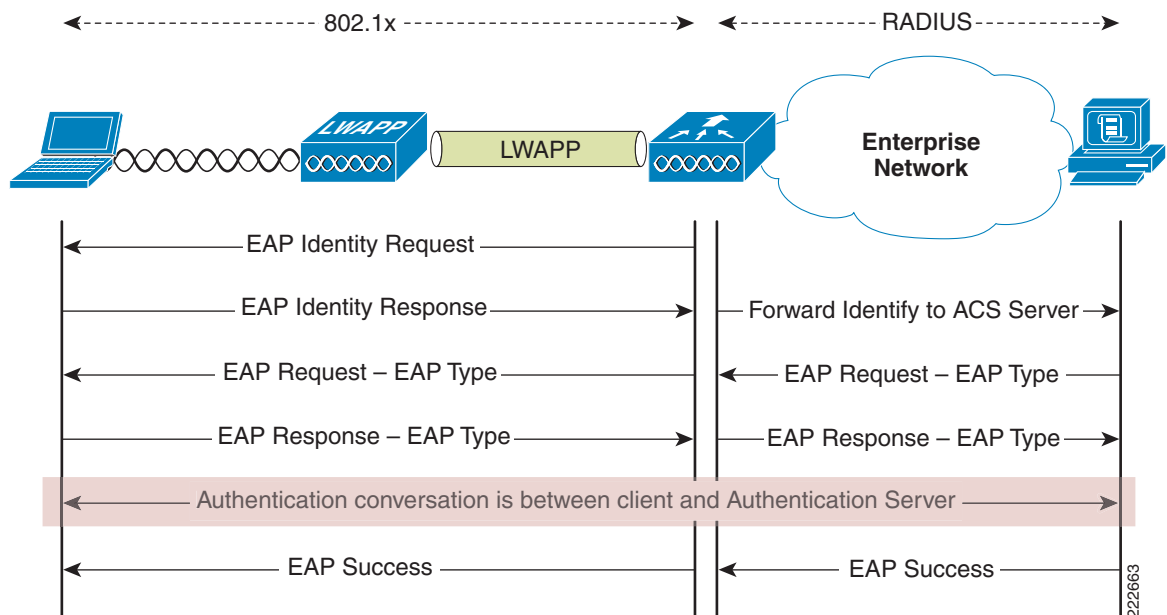 802.1x
RADIUS
LWAPP
LWAPP
Enterprise
Network
EAP Identity Request
EAP Identity Response
Forward Identify to ACS Server
EAP Request – EAP Type
EAP Request – EAP Type
EAP Response – EAP Type
EAP Response – EAP Type
Authentication conversation is between client and Authentication Server
EAP Success
EAP Success
222663